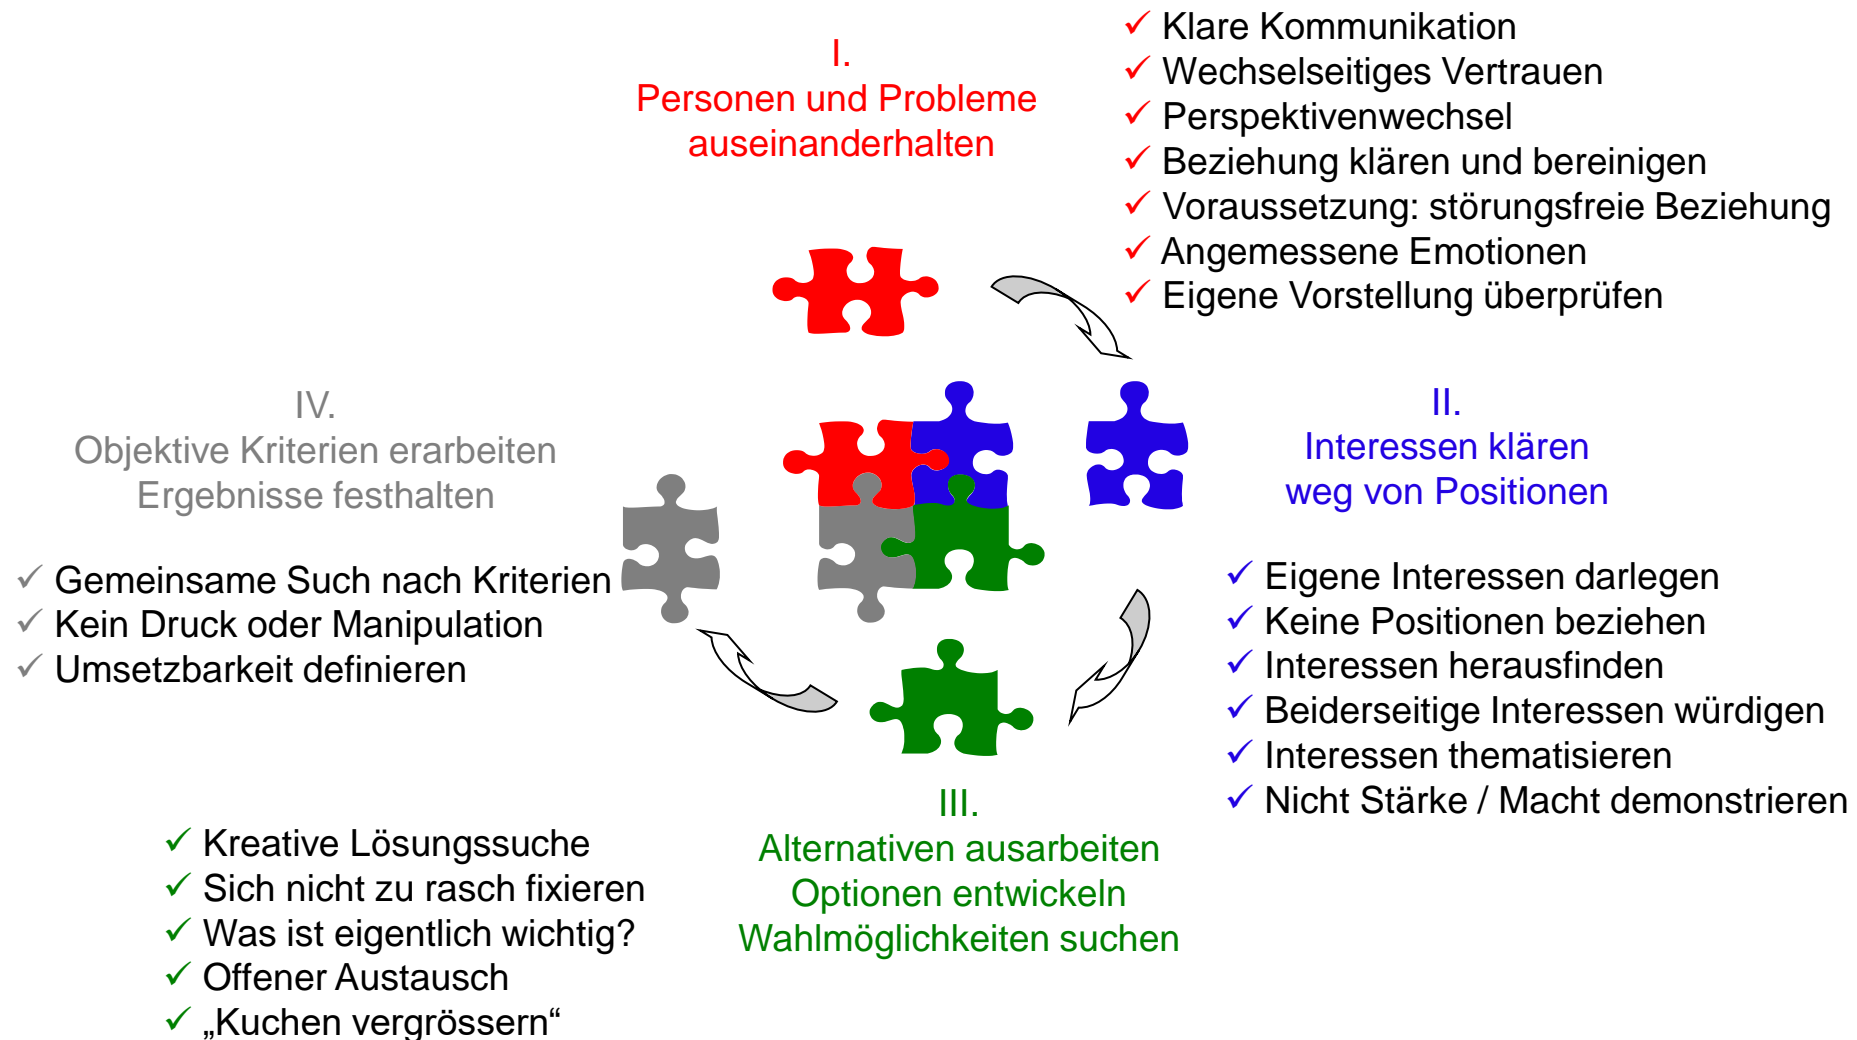 I.
Personen und Probleme
auseinanderhalten
Klare Kommunikation
Wechselseitiges Vertrauen
Perspektivenwechsel
Beziehung klären und bereinigen
Voraussetzung: störungsfreie Beziehung
Angemessene Emotionen
Eigene Vorstellung überprüfen
II.
Interessen klären
weg von Positionen
Eigene Interessen darlegen
Keine Positionen beziehen
Interessen herausfinden
Beiderseitige Interessen würdigen
Interessen thematisieren
Nicht Stärke / Macht demonstrieren
III.
Alternativen ausarbeiten
Optionen entwickeln
Wahlmöglichkeiten suchen
Kreative Lösungssuche
Sich nicht zu rasch fixieren
Was ist eigentlich wichtig?
Offener Austausch
„Kuchen vergrössern“
IV.
Objektive Kriterien erarbeiten
Ergebnisse festhalten
Gemeinsame Such nach Kriterien
Kein Druck oder Manipulation
Umsetzbarkeit definieren